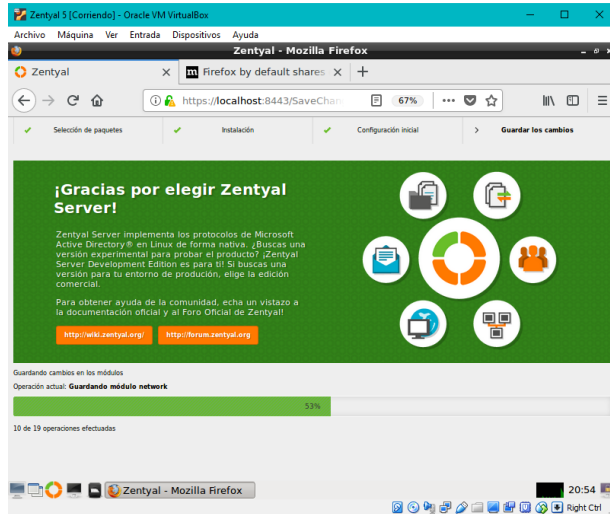 Zentyal 5 [Corriendo] - Oracle VM VirtualBox
Archivo Máquina Ver Entrada Dispositivos Ayuda
Zentyal - Mozilla Firefox
Zentyal
m Firefox by default shares
https://localhost:8443/SaveChan
67%
Selección de paquetes
Instalación
Configuración inicial
Guardar los cambios
¡Gracias por elegir Zentyal
Server!
Zentyal Server implementa los protocolos de Microsoft
Active Directory® en Linux de forma nativa. ¿Buscas una
versión experimental para probar el producto? ¡Zentyal
Server Development Edition es para ti! Si buscas una
versión para tu entorno de produción, elige la edición
comercial.
Para obtener ayuda de la comunidad, echa un vistazo a
la documentación oficial y al Foro Oficial de Zentyal!
http://wiki.zentyal.org/
http://forum.zentyal.org
Guardando cambios en los módulos
Operación actual: Guardando módulo network
53%
10 de 19 operaciones efectuadas
Zentyal - Mozilla Firefox
20:54
Right Ctrl